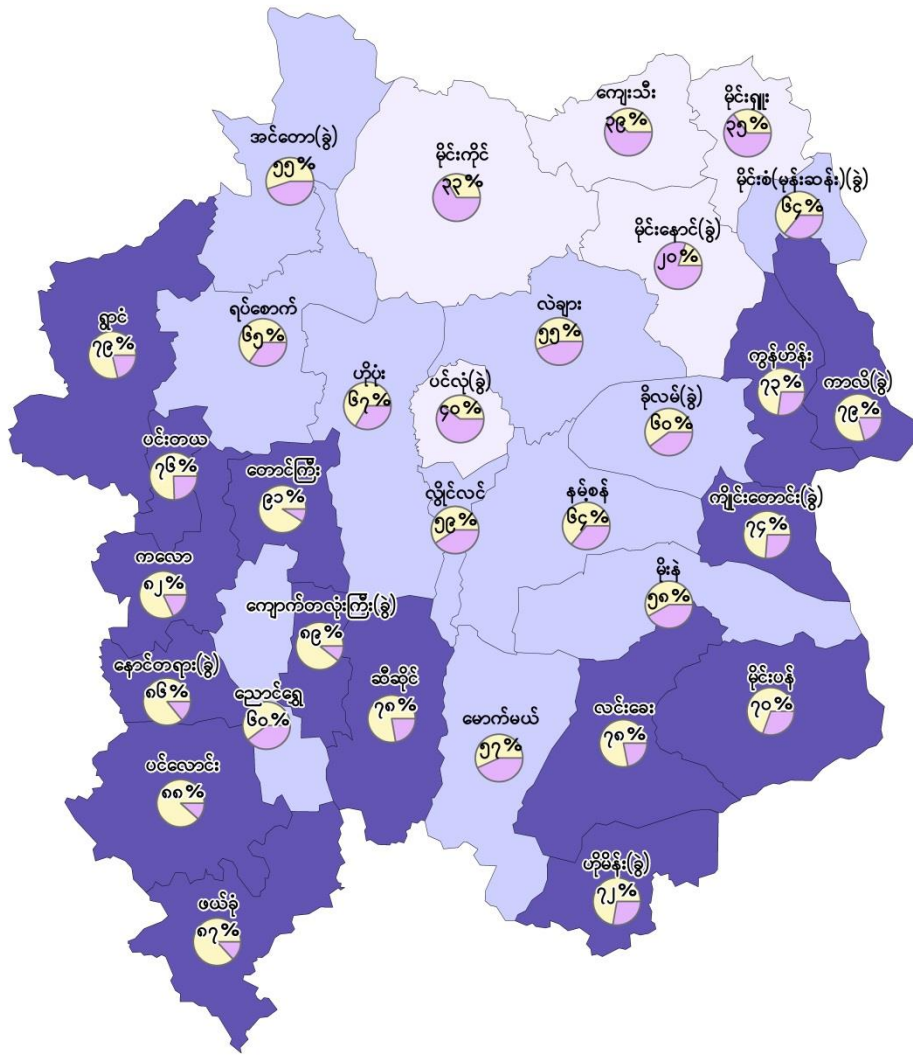 ကျေးသီး
၃၉%
မိုင်းရှူး
၃၅%
အင်တော(ခွဲ)
၅၅%
မိုင်းကိုင်
၃၃%
မိုင်းစံ(မုန်းဆန်း)(ခွဲ)
၆၄%
မိုင်းနောင်(ခွဲ)
၂၀%
ရွာငံ
၇၉%
ရပ်စောက်
၆၅%
လဲချား
၅၅%
ဟိုပုံး
၆၇%
ပင်လုံ(ခွဲ)
၄၀%
ကွန်ဟိန်း
၇၃%
ကာလိ(ခွဲ)
၇၉%
ခိုလမ်(ခွဲ)
၆၀%
ပင်းတယ
၇၆%
တောင်ကြီး
၉၁%
လွိုင်လင်
၅၉%
နမ့်စန်
၆၄%
ကျိုင်းတောင်း(ခွဲ)
၇၄%
ကလော
၈၂%
မိုးနဲ
၅၈%
ကျောက်တလုံးကြီး(ခွဲ)
၈၉%
နောင်တရား(ခွဲ)
၈၆%
ညောင်ရွှေ
၆၀%
ဆီဆိုင်
၇၈%
မောက်မယ်
၅၇%
လင်းခေး
၇၈%
မိုင်းပန်
၇၀%
ပင်လောင်း
၈၈%
ဟိုမိန်း(ခွဲ)
၇၂%
ဖယ်ခုံ
၈၇%